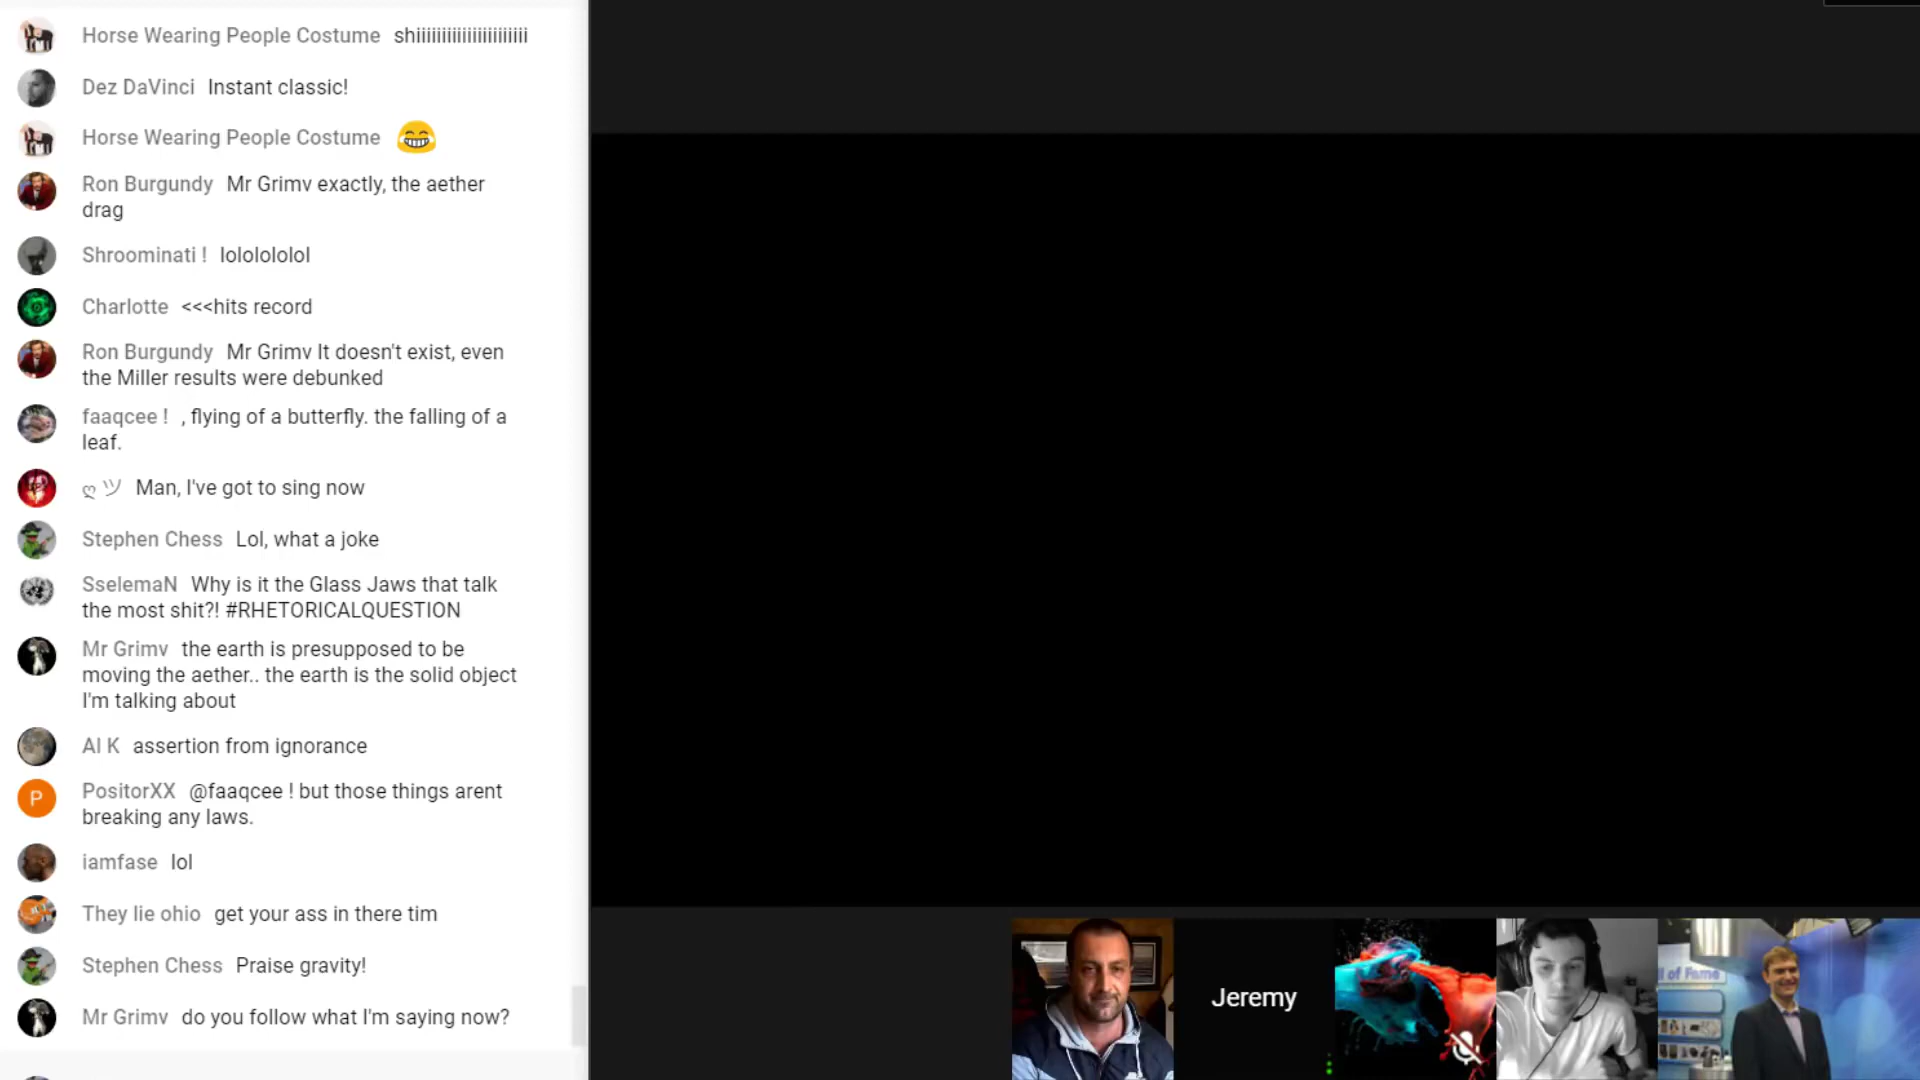 Horse Wearing People Costume shiiiiiiiiiiiiiiiiiiiiii
Dez DaVinci Instant classic!
Horse Wearing People Costume 😂
Ron Burgundy Mr Grimv exactly, the aether
drag
Shroominati ! lolololololol
Charlotte <<<hits record
Ron Burgundy Mr Grimv It doesn't exist, even
the Miller results were debunked
faaqcee ! , flying of a butterfly. the falling of a
leaf.
ღ ツ Man, I've got to sing now
Stephen Chess Lol, what a joke
SselemaN Why is it the Glass Jaws that talk
the most shit?! #RHETORICALQUESTION
Mr Grimv the earth is presupposed to be
moving the aether.. the earth is the solid object
I'm talking about
Al K assertion from ignorance
P
PositorXX @faaqcee ! but those things arent
breaking any laws.
iamfase lol
They lie ohio get your ass in there tim
Stephen Chess Praise gravity!
Mr Grimv do you follow what I'm saying now?
Jeremy
l of Fame